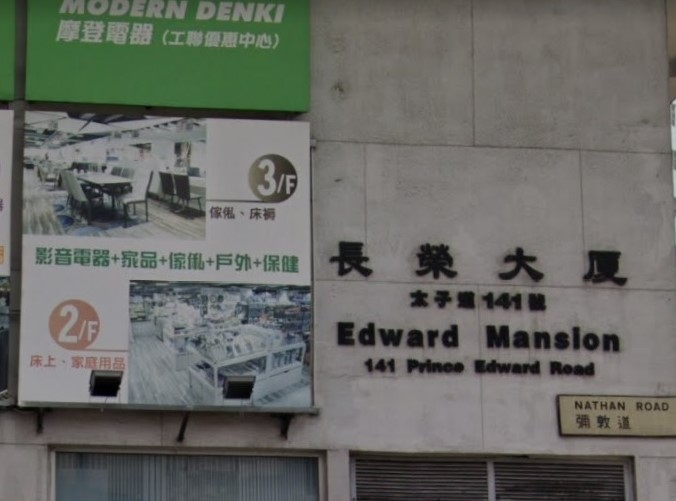 MODERN DENKI
摩登電器（工聯優惠中心）
3/F
傢俬、床褥
影音電器+家品+傢俬+戶外+保健
2/F
床上、家庭用品
長榮大厦
太子道141號
Edward Mansion
141 Prince Edward Road
NATHAN ROAD
彌敦道